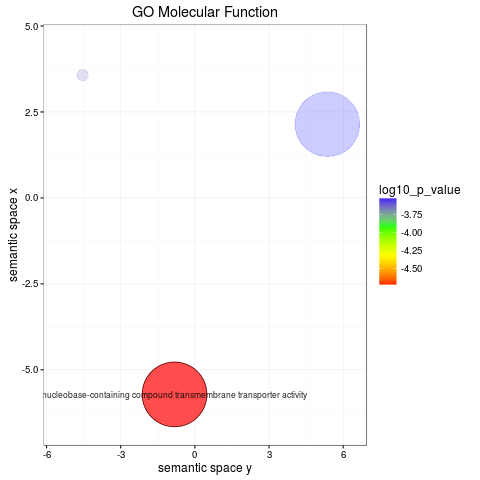 GO Molecular Function
5.0
2.5
0.0
-2.5
-5.0
semantic space x
nucleobase-containing compound transmembrane transporter activity
-6
-3
0
3
6
semantic space y
log10_p_value
-3.75
-4.00
-4.25
-4.50